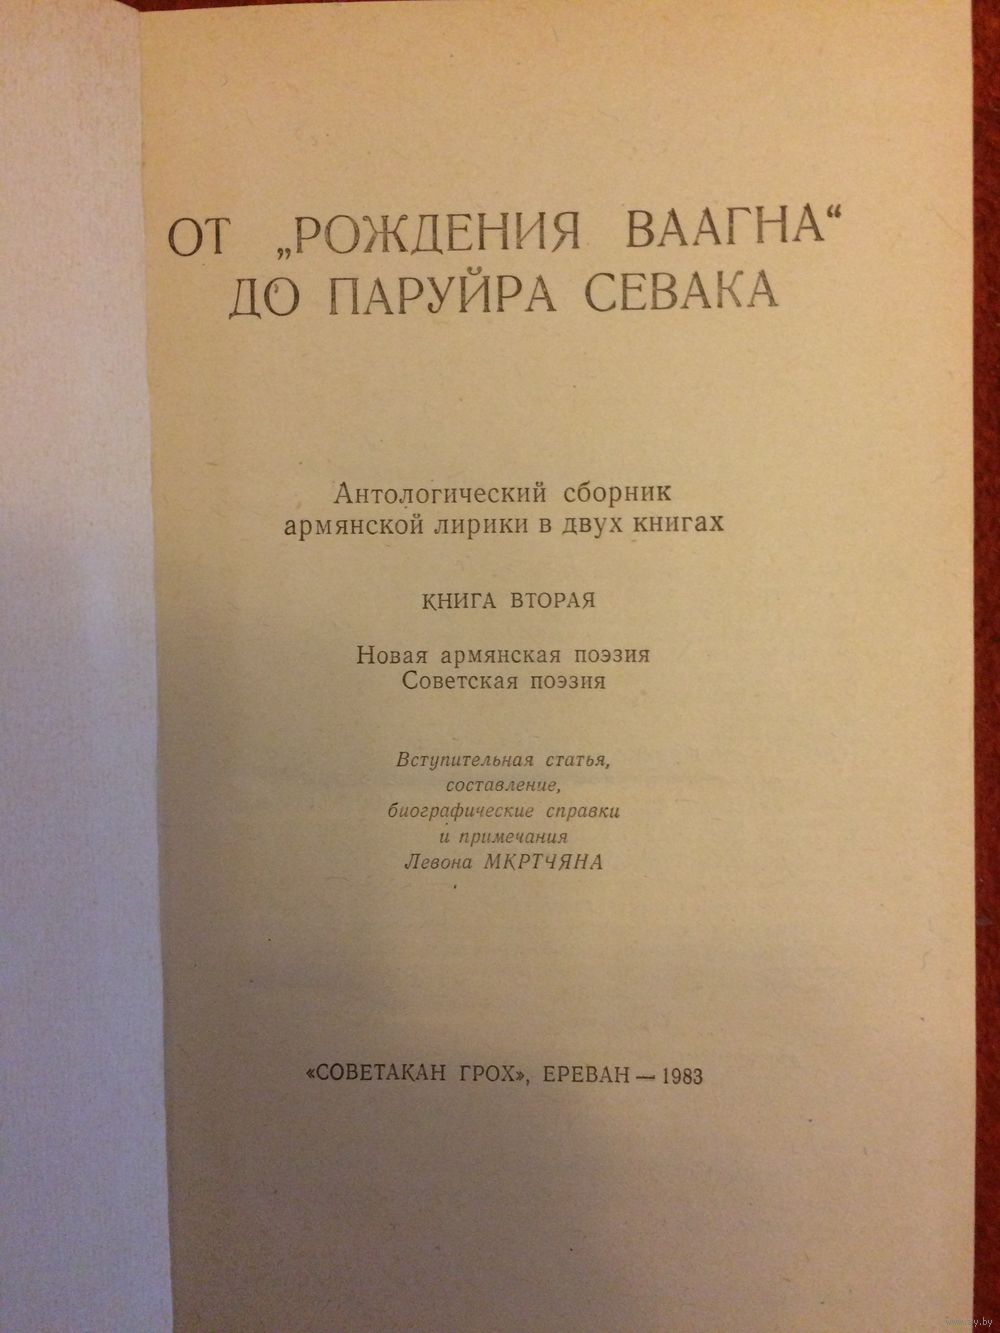 ОТ „РОЖДЕНИЯ ВААГНА“
ДО ПАРУЙРА СЕВАКА
Антологический сборник
армянской лирики в двух книгах
КНИГА ВТОРАЯ
Новая армянская поэзия
Советская поэзия
Вступительная статья,
составление,
биографические справки
и примечания
Левона МКРТЧЯНА
«СОВЕТАКАН ГРОХ», ЕРЕВАН — 1983